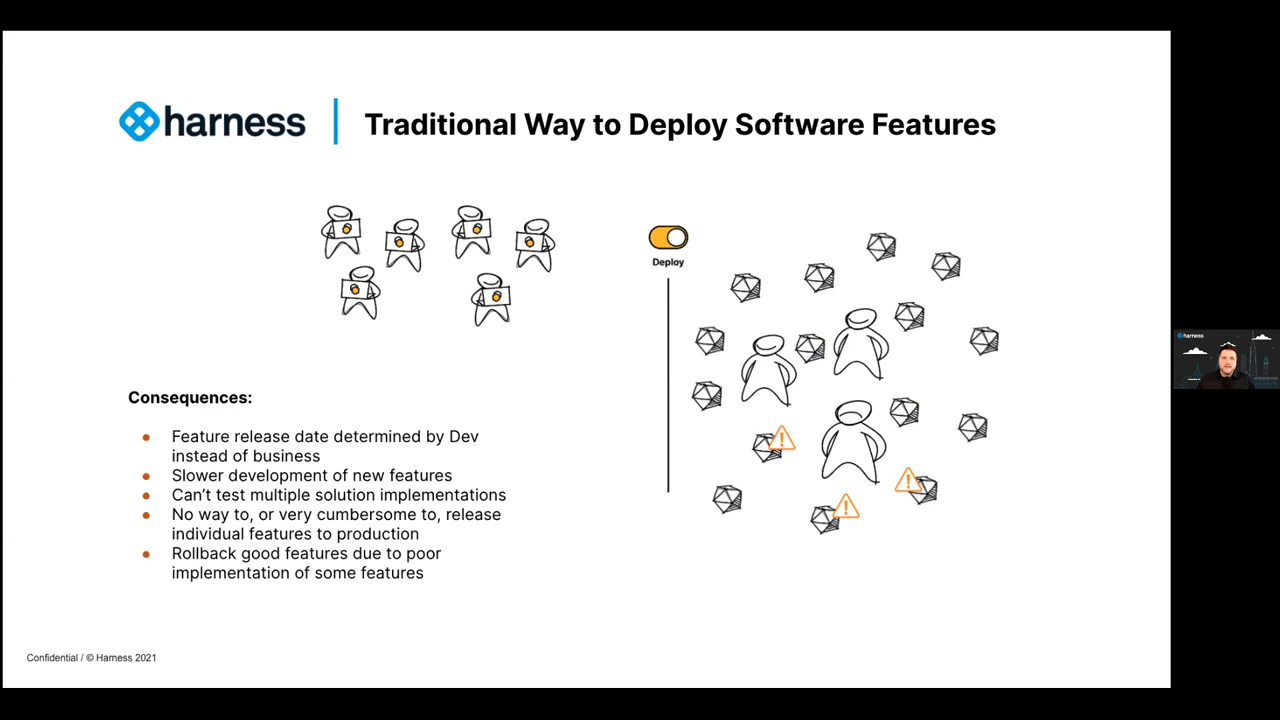 harness
Traditional Way to Deploy Software Features
Deploy
Consequences:
● Feature release date determined by Dev
instead of business
● Slower development of new features
● Can't test multiple solution implementations
● No way to, or very cumbersome to, release
individual features to production
● Rollback good features due to poor
implementation of some features
Confidential / © Harness 2021
harness